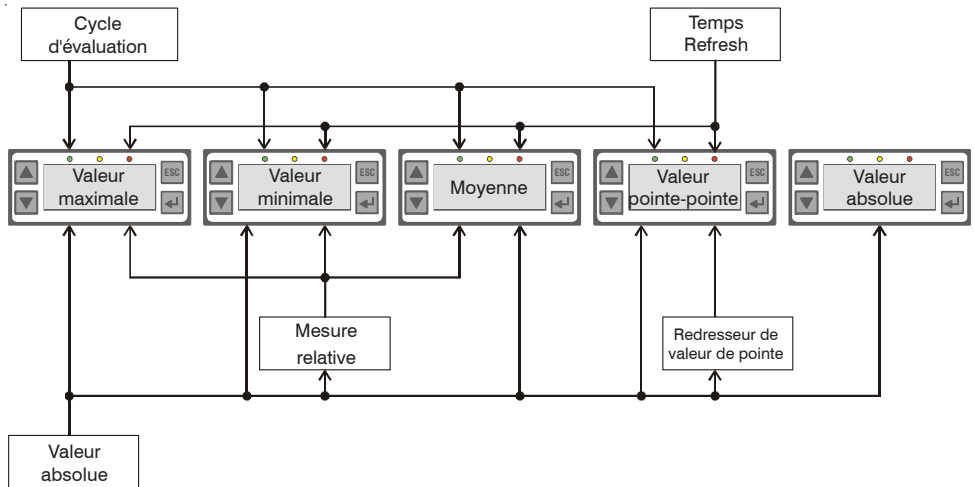 Cycle
d'évaluation
Temps
Refresh
Valeur
maximale
ESC
Valeur
minimale
ESC
Moyenne
ESC
Valeur
pointe-pointe
ESC
Valeur
absolue
ESC
Mesure
relative
Redresseur de
valeur de pointe
Valeur
absolue